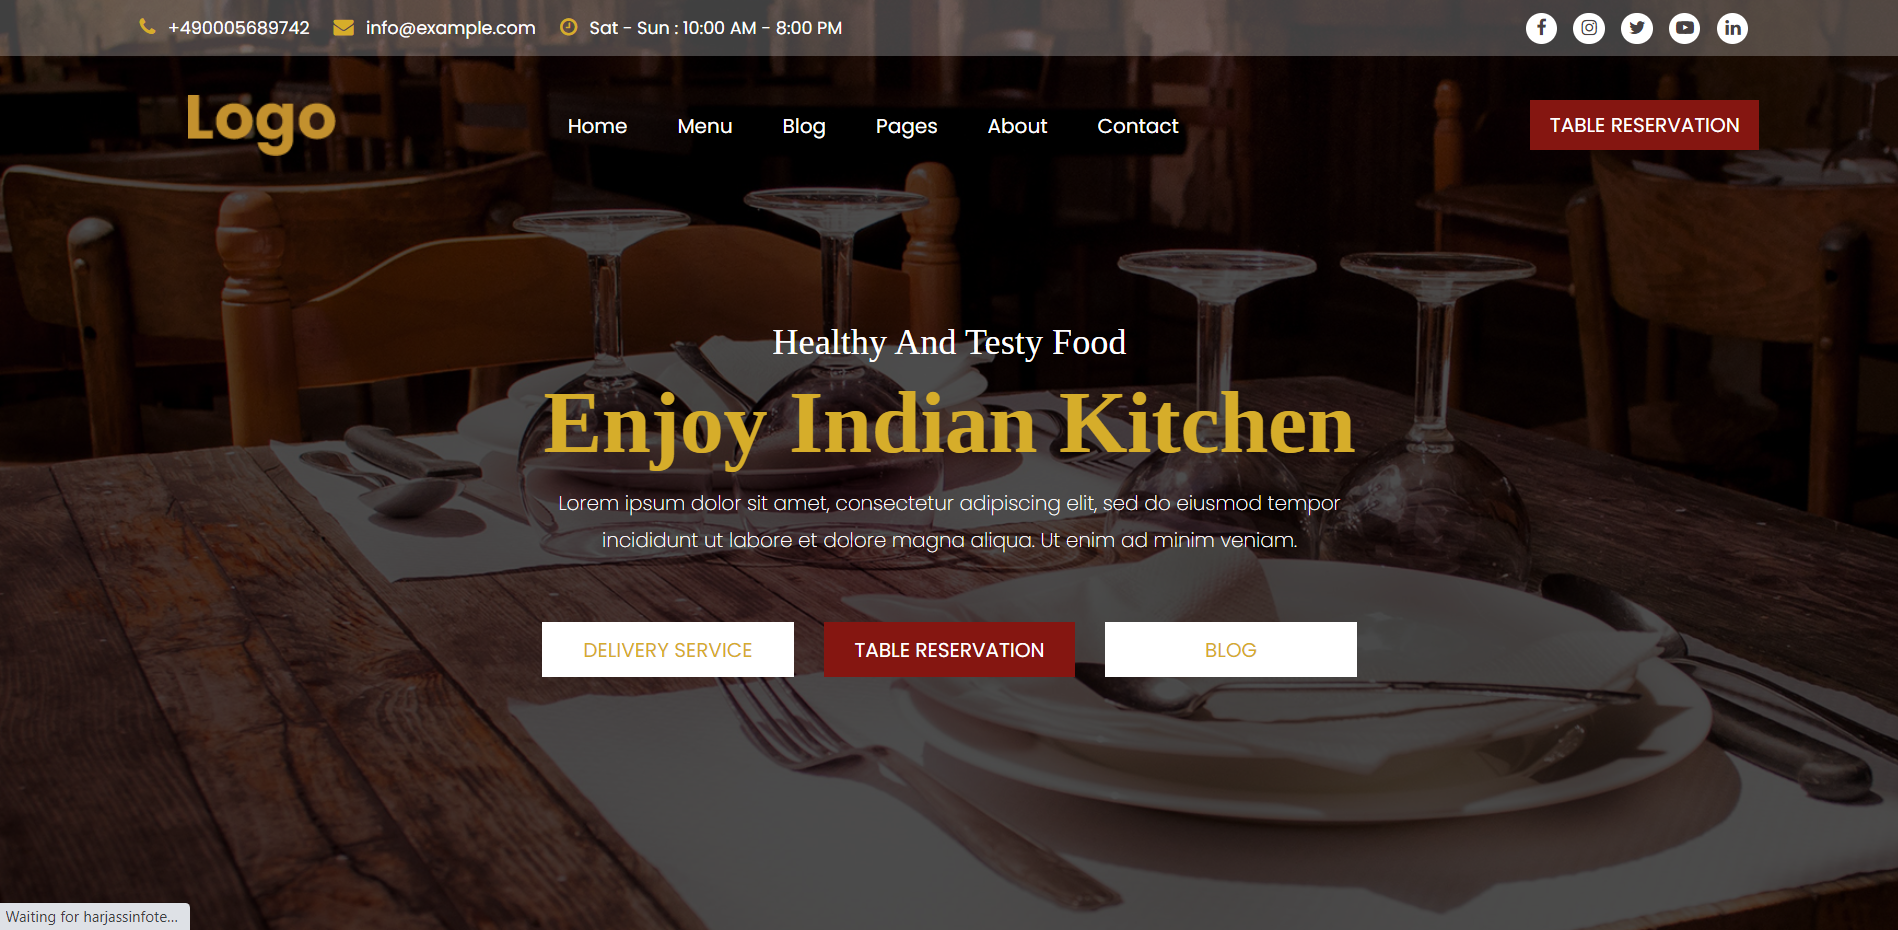 +490005689742 info@example.com Sat - Sun : 10:00 AM - 8:00 PM
Logo Home Menu Blog Pages About Contact TABLE RESERVATION
Healthy And Testy Food
Enjoy Indian Kitchen
Lorem ipsum dolor sit amet, consectetur adipiscing elit, sed do eiusmod tempor
incididunt ut labore et dolore magna aliqua. Ut enim ad minim veniam.
DELIVERY SERVICE TABLE RESERVATION BLOG
Waiting for harjassinfote...